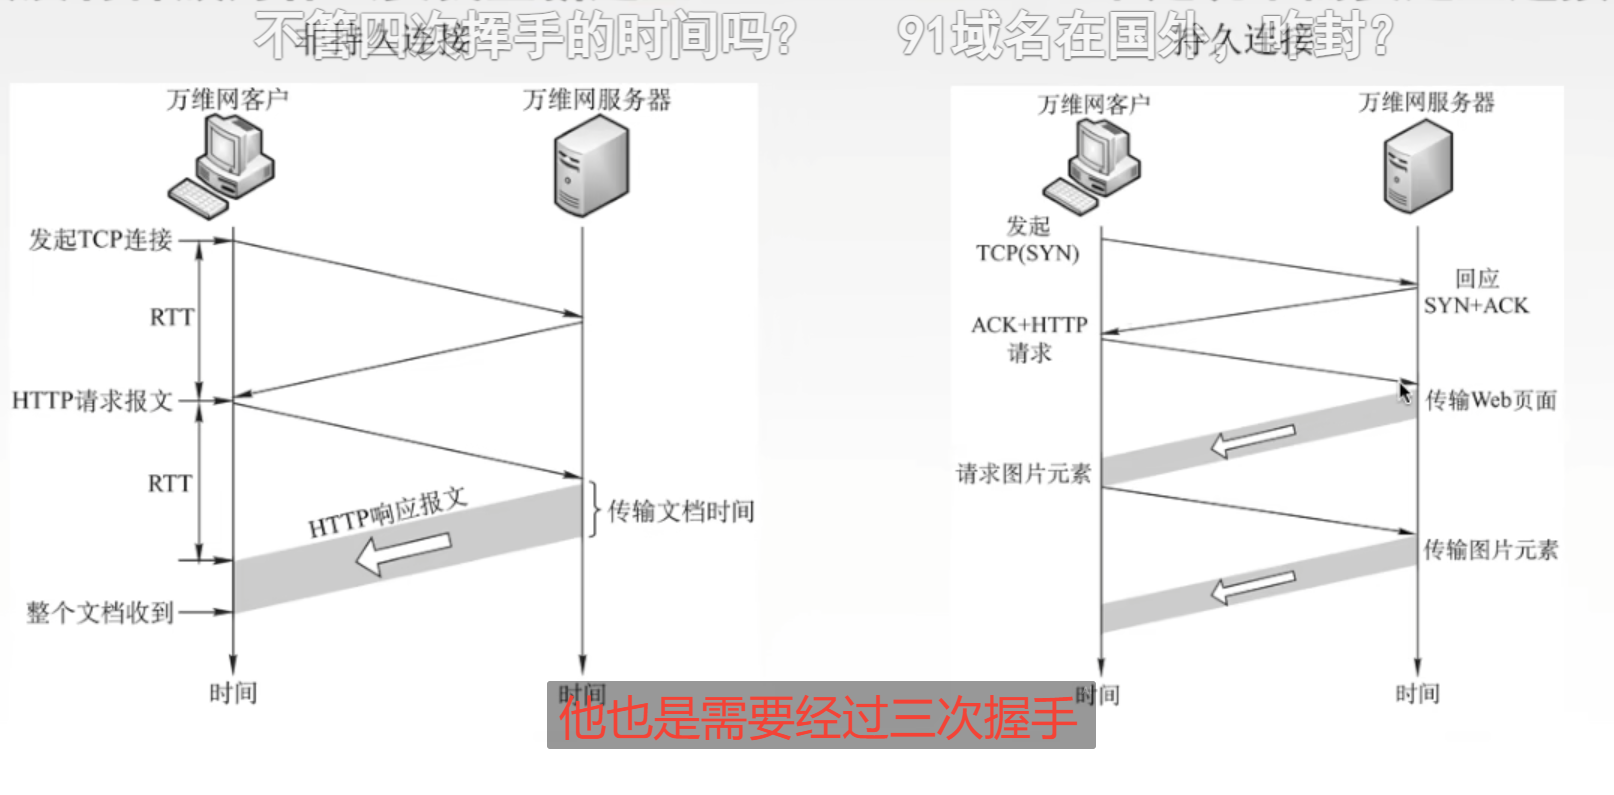 不管四次挥手的时间吗?
91域名在国外，咋封?
非持久连接
持久连接
万维网客户
万维网服务器
发起TCP连接
RTT
HTTP请求报文
RTT
HTTP响应报文
传输文档时间
整个文档收到
时间
时间
万维网客户
万维网服务器
发起
TCP(SYN)
回应
SYN+ACK
ACK+HTTP
请求
传输Web页面
请求图片元素
传输图片元素
时间
时间
他也是需要经过三次握手